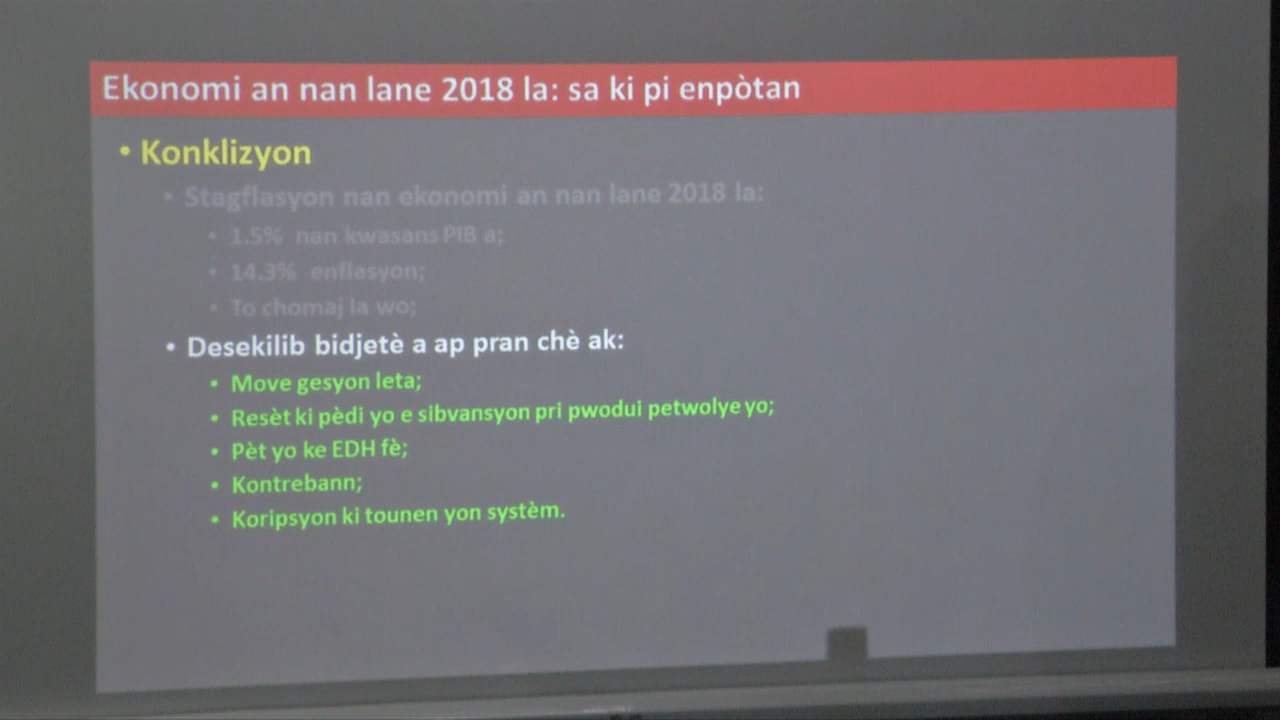 Ekonomi an nan lane 2018 la: sa ki pi enpòtan
• Konklizyon
• Stagflasyon nan ekonomi an nan lane 2018 la:
• 1.5% nan kwasans PIB a;
• 14.3% enflasyon;
• To chomaj la wo;
• Desekilib bidjetè a ap pran chè ak:
• Move gesyon leta;
• Resèt ki pèdi yo e sibvansyon pri pwodui petwolye yo;
• Pèt yo ke EDH fè;
• Kontrebann;
• Koripsyon ki tounen yon systèm.